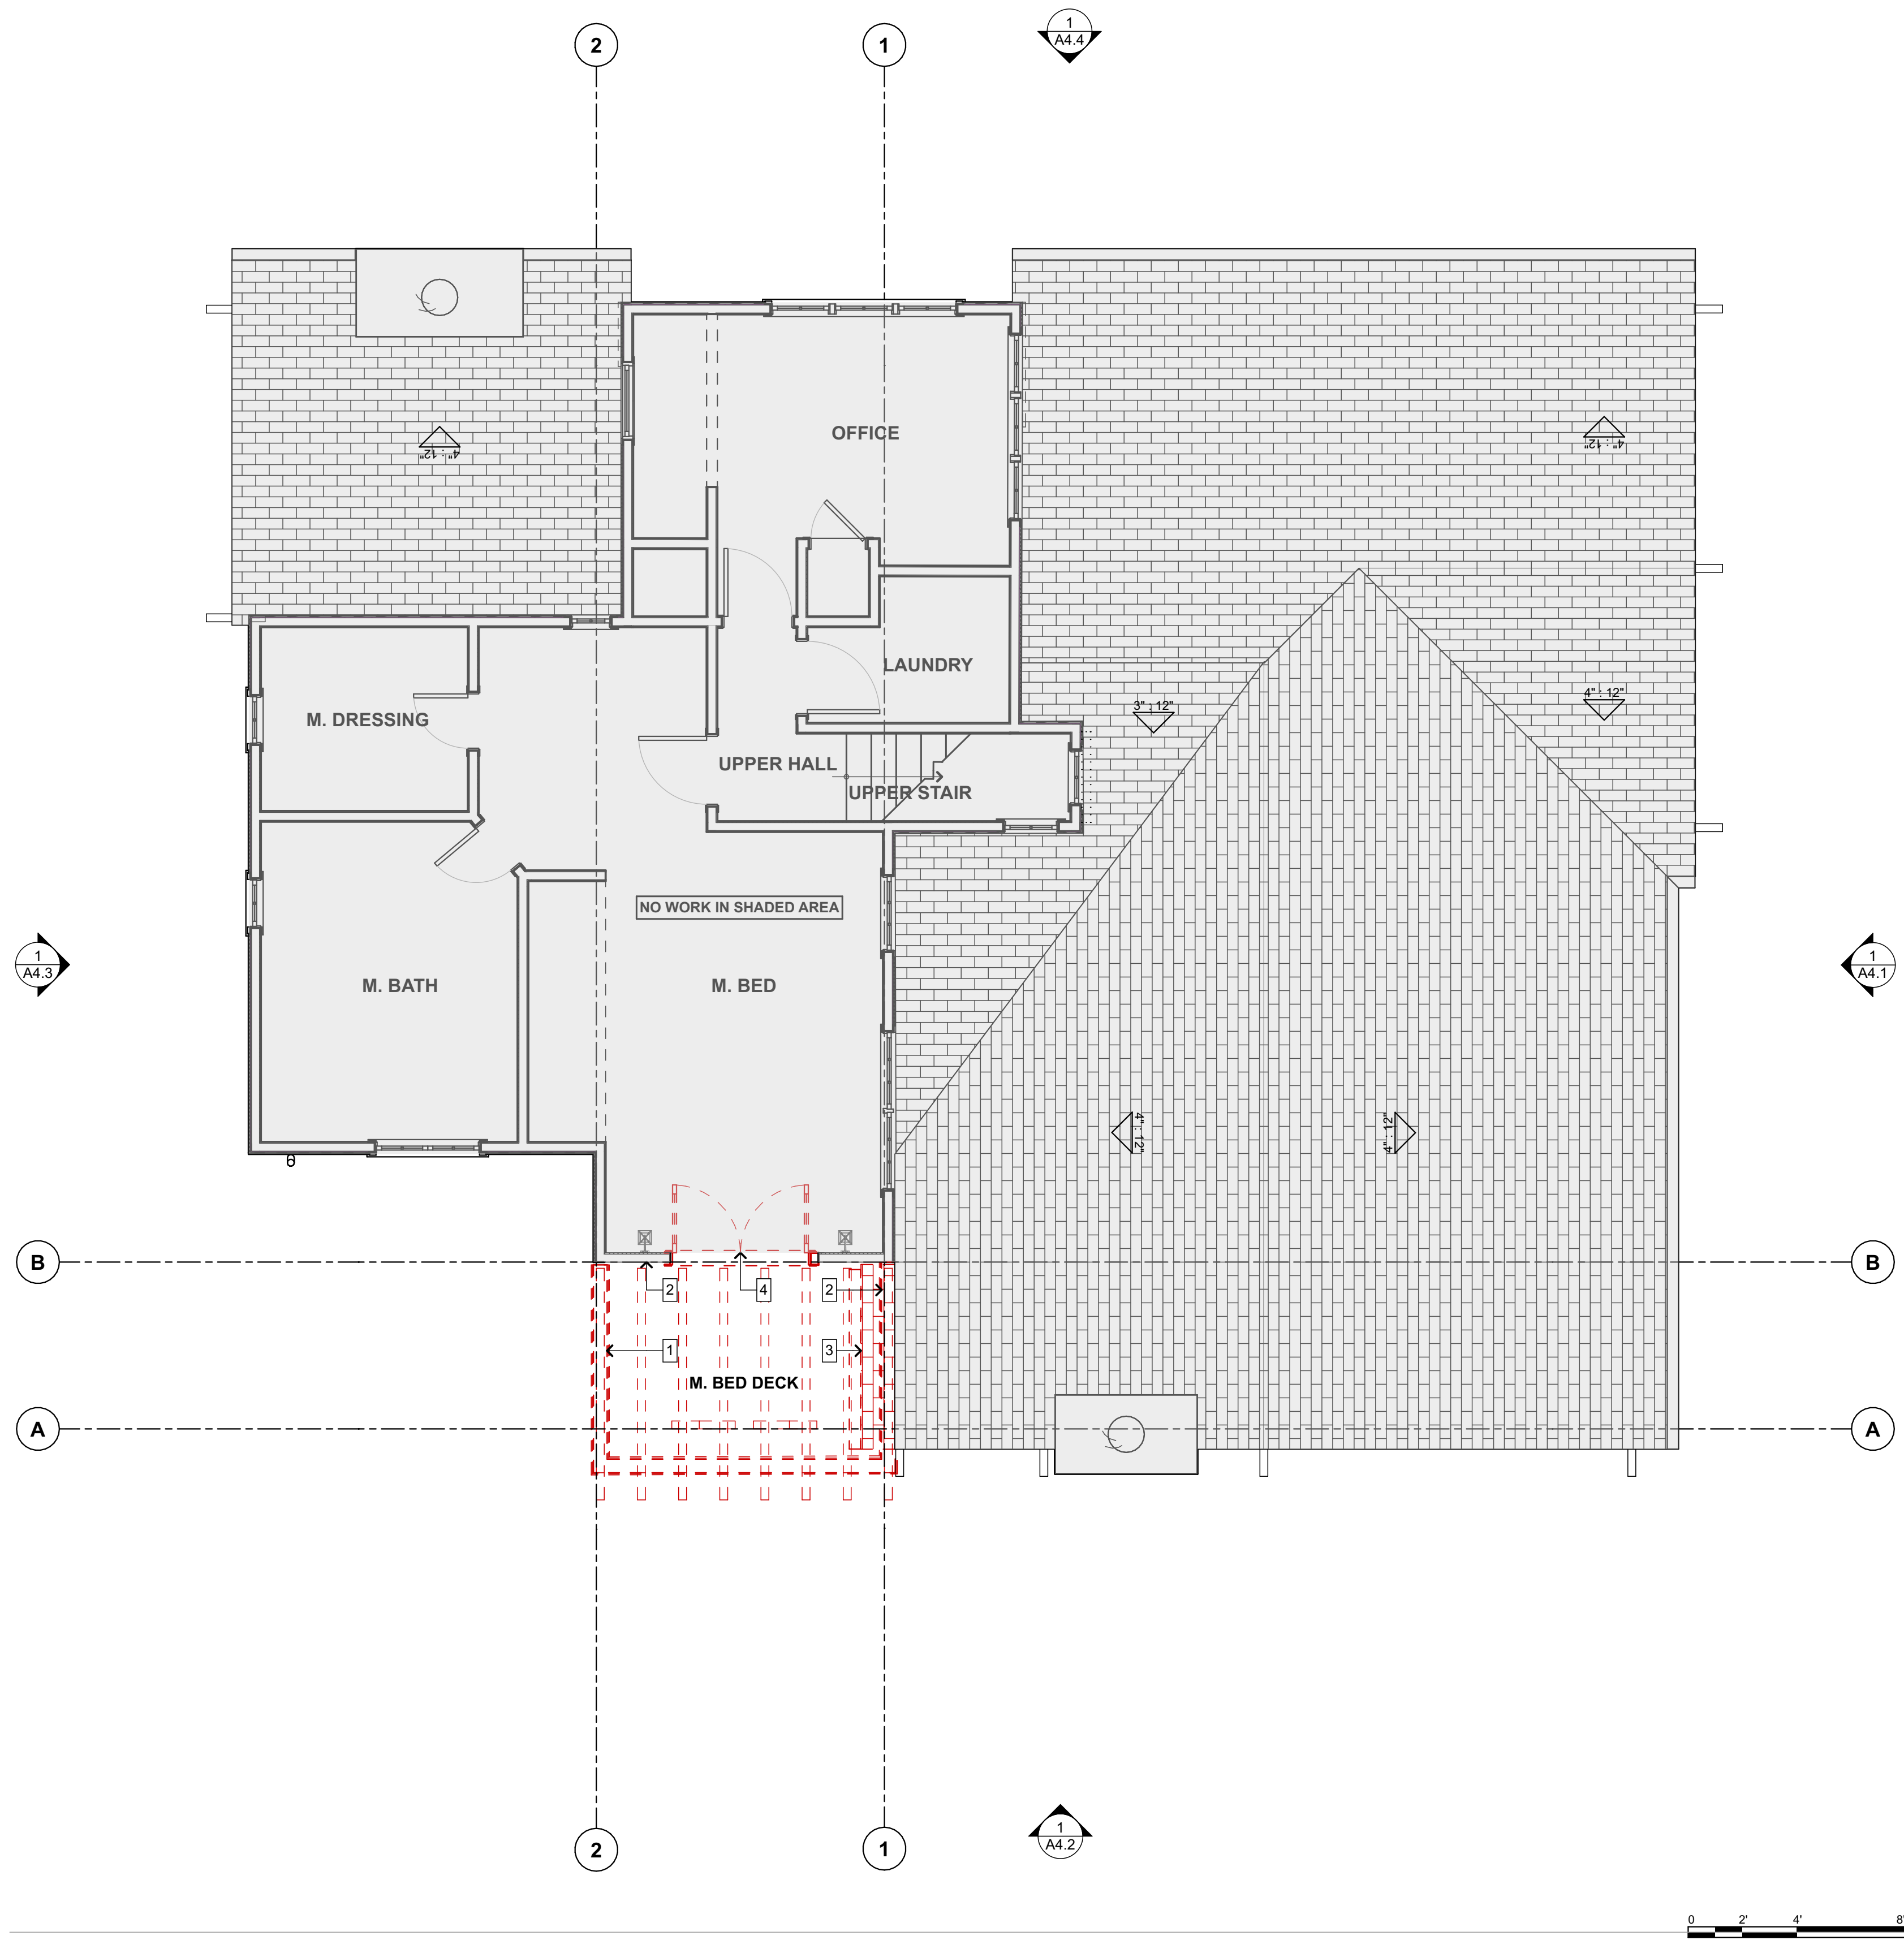 1
A4.4
2
1
OFFICE
4" : 12"
4" : 12"
LAUNDRY
M. DRESSING
3" : 12"
4" : 12"
UPPER HALL
UPPER STAIR
NO WORK IN SHADED AREA
1
A4.3
M. BATH
M. BED
1
A4.1
4" : 12"
4" : 12"
B
B
2
4
2
1
3
M. BED DECK
A
A
1
A4.2
2
1
0 2' 4' 8'